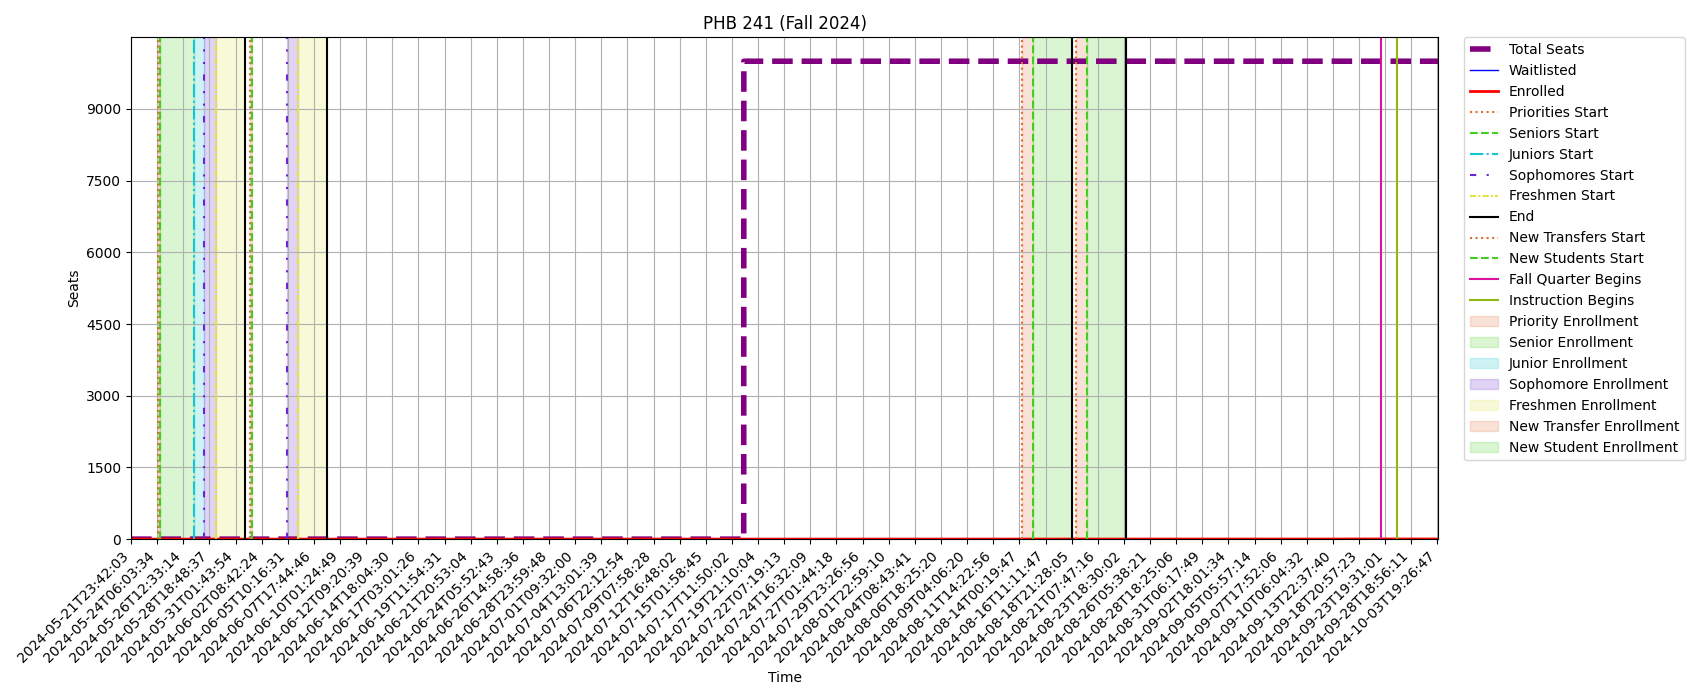 PHB 241 (Fall 2024)
Seats
9000
7500
6000
4500
3000
1500
0
2024-05-21T23:42:03
2024-05-24T06:03:34
2024-05-26T12:33:14
2024-05-28T18:48:37
2024-05-31T01:43:54
2024-06-02T08:42:24
2024-06-05T10:16:31
2024-06-07T17:44:46
2024-06-10T01:24:49
2024-06-12T09:20:39
2024-06-14T18:04:30
2024-06-17T03:01:26
2024-06-19T11:54:31
2024-06-21T20:53:04
2024-06-24T05:52:43
2024-06-26T14:58:36
2024-06-28T23:59:48
2024-07-01T09:32:00
2024-07-04T13:01:39
2024-07-06T22:12:54
2024-07-09T07:58:28
2024-07-12T16:48:02
2024-07-15T01:58:45
2024-07-17T11:50:02
2024-07-19T21:10:04
2024-07-22T07:19:13
2024-07-24T16:32:09
2024-07-27T01:44:18
2024-07-29T23:26:56
2024-08-01T22:59:10
2024-08-04T08:43:41
2024-08-06T18:25:20
2024-08-09T04:06:20
2024-08-11T14:22:56
2024-08-14T00:19:47
2024-08-16T11:11:47
2024-08-18T21:28:05
2024-08-21T07:47:16
2024-08-23T18:30:02
2024-08-26T05:38:21
2024-08-28T18:25:06
2024-08-31T06:17:49
2024-09-02T18:01:34
2024-09-05T05:57:14
2024-09-07T17:52:06
2024-09-10T06:04:32
2024-09-13T22:37:40
2024-09-18T20:57:23
2024-09-23T19:31:01
2024-09-28T18:56:11
2024-10-03T19:26:47
Time
Total Seats
Waitlisted
Enrolled
Priorities Start
Seniors Start
Juniors Start
Sophomores Start
Freshmen Start
End
New Transfers Start
New Students Start
Fall Quarter Begins
Instruction Begins
Priority Enrollment
Senior Enrollment
Junior Enrollment
Sophomore Enrollment
Freshmen Enrollment
New Transfer Enrollment
New Student Enrollment